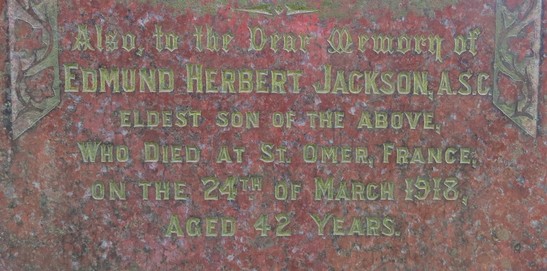 Also, to the Dear Memory of
EDMUND HERBERT JACKSON, A.S.C.
ELDEST SON OF THE ABOVE,
WHO DIED AT ST. OMER, FRANCE,
ON THE 24TH OF MARCH 1918,
AGED 42 YEARS.